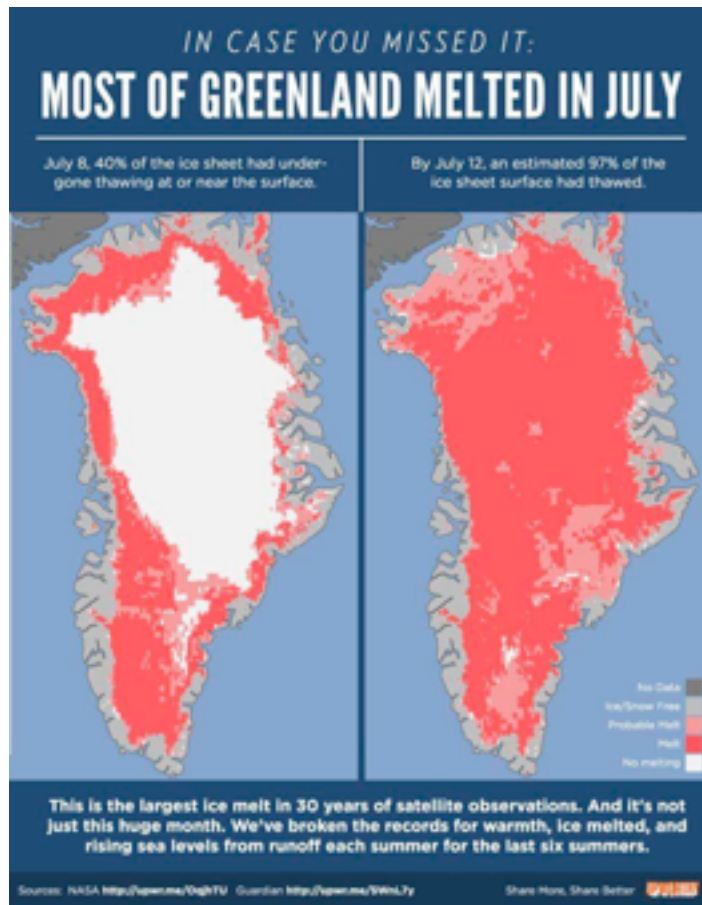 IN CASE YOU MISSED IT:
MOST OF GREENLAND MELTED IN JULY
July 8, 40% of the ice sheet had under-
gone thawing at or near the surface.
By July 12, an estimated 97% of the
ice sheet surface had thawed.
No Data
Ice/Snow Free
Probable Melt
Melt
No melting
This is the largest ice melt in 30 years of satellite observations. And it's not
just this huge month. We've broken the records for warmth, ice melted, and
rising sea levels from runoff each summer for the last six summers.
Sources: NASA Guardian
Share More, Share Better